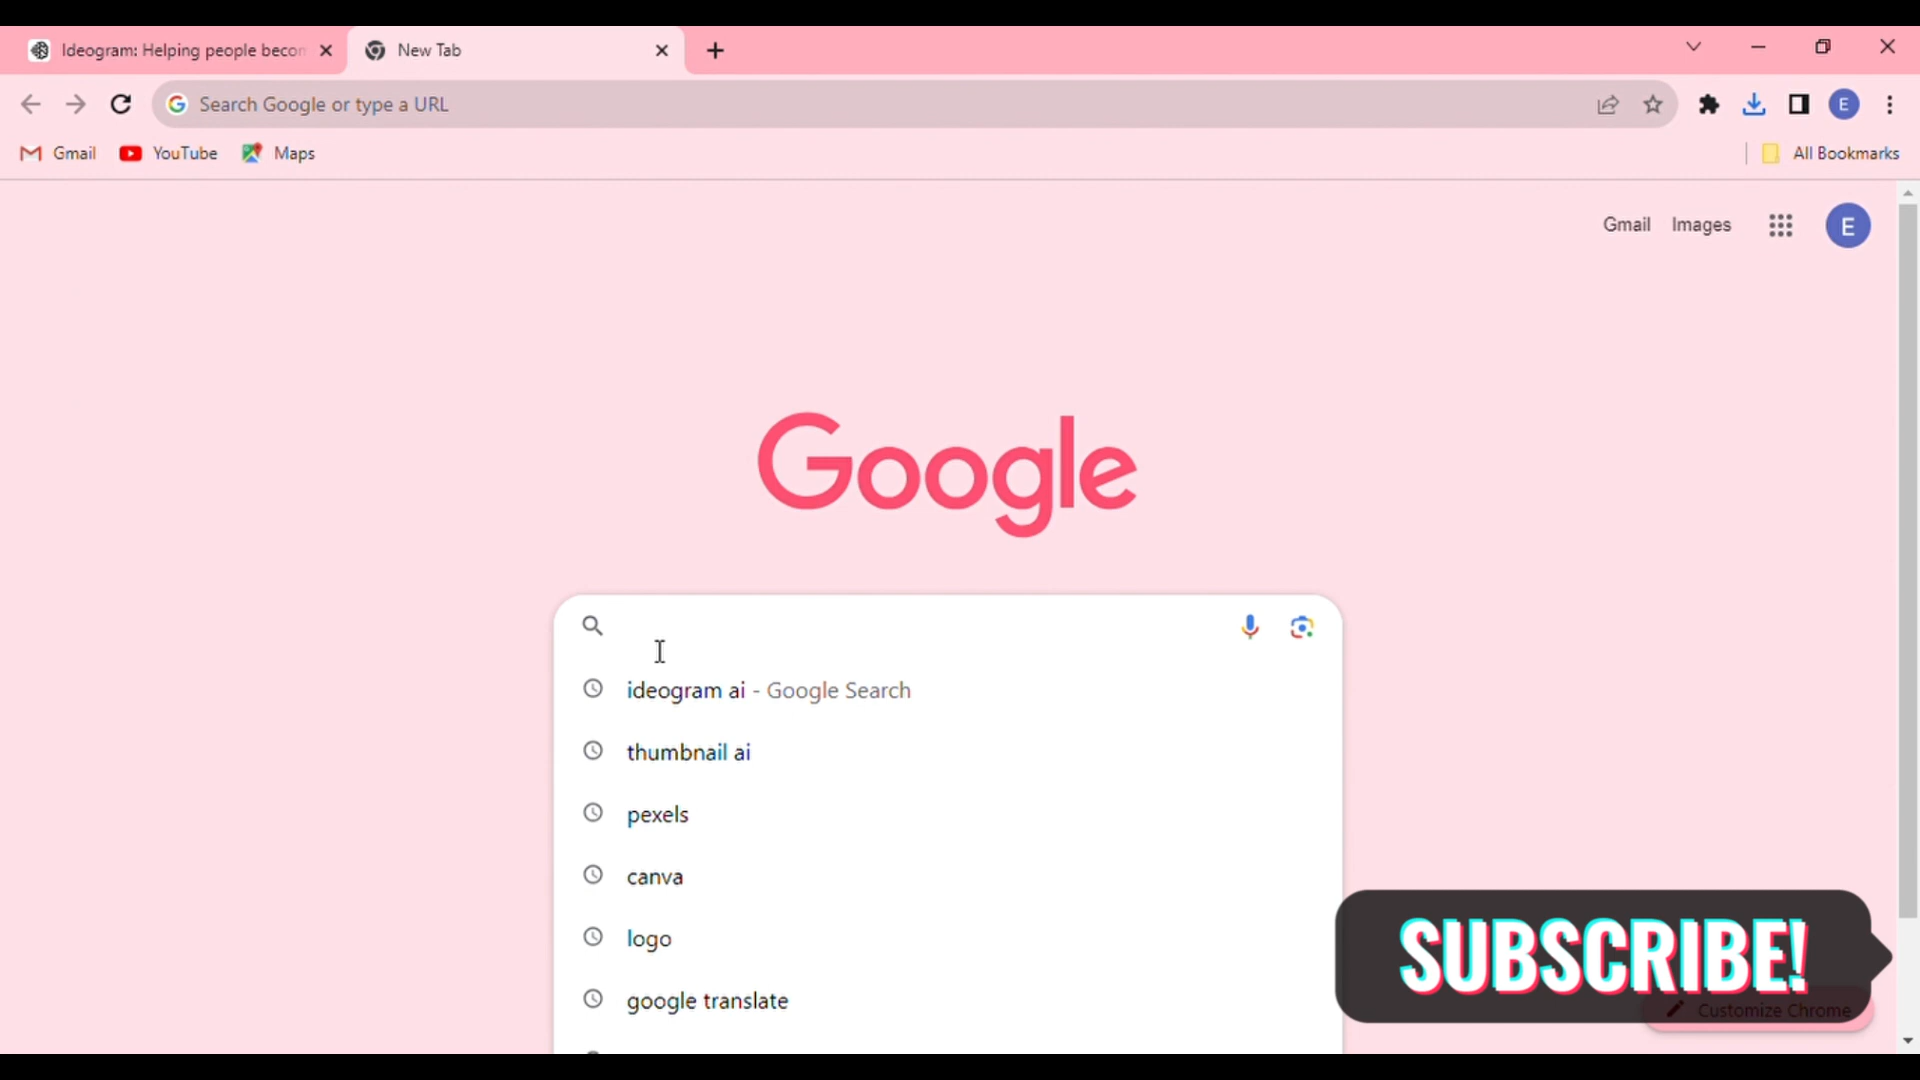 Ideogram: Helping people becom
New Tab
Search Google or type a URL
E
Gmail
YouTube
Maps
All Bookmarks
Gmail
Images
E
Google
ideogram ai - Google Search
thumbnail ai
pexels
canva
logo
google translate
SUBSCRIBE!
Customize Chrome